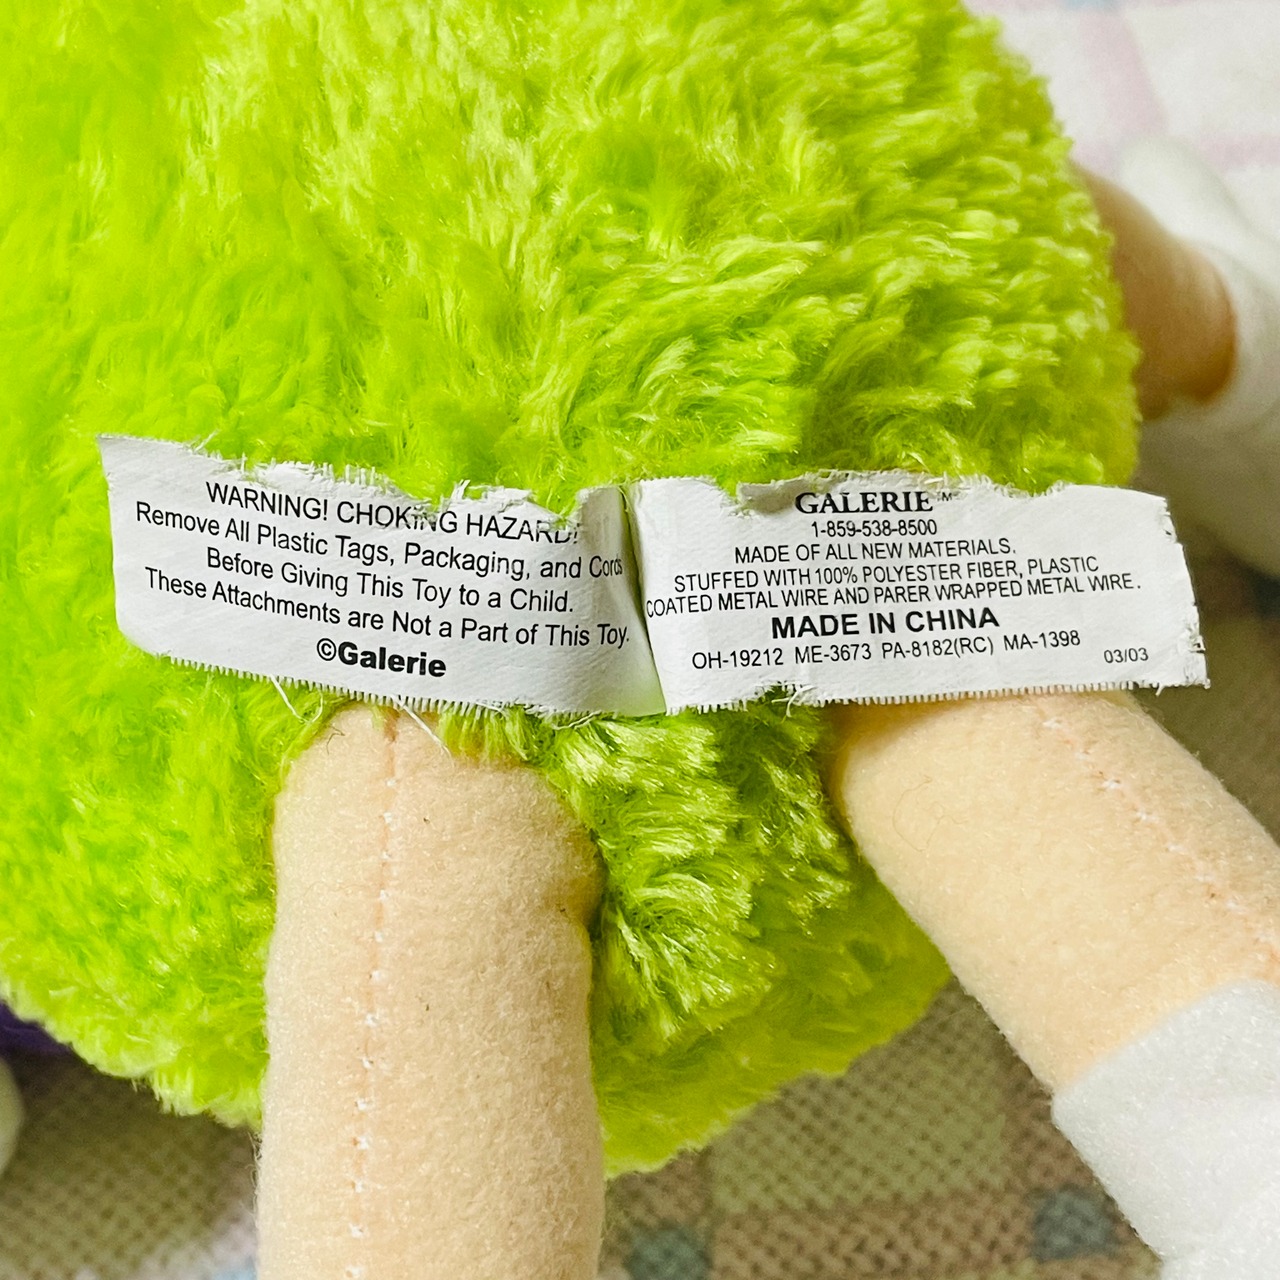 WARNING! CHOKING HAZARD!
Remove All Plastic Tags, Packaging, and Cords
Before Giving This Toy to a Child.
These Attachments are Not a Part of This Toy.
©Galerie
GALERIE™
1-859-538-8500
MADE OF ALL NEW MATERIALS.
STUFFED WITH 100% POLYESTER FIBER, PLASTIC
COATED METAL WIRE AND PARER WRAPPED METAL WIRE.
MADE IN CHINA
OH-19212 ME-3673 PA-8182(RC) MA-1398
03/03